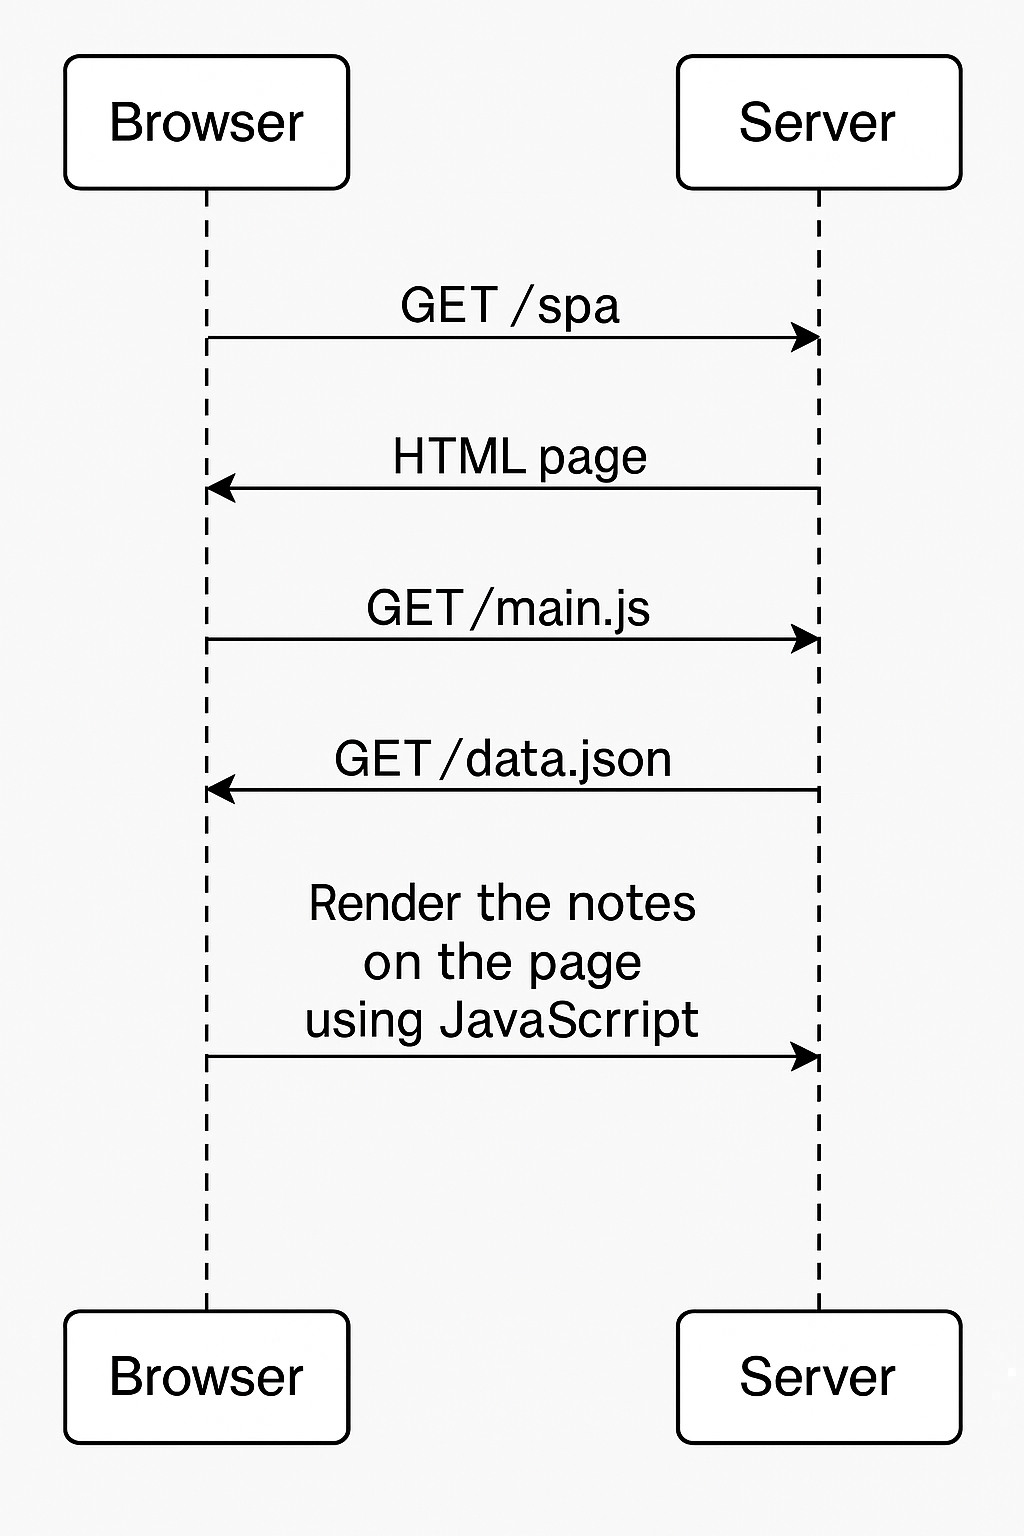 Browser
Server
GET /spa
HTML page
GET /main.js
GET /data.json
Render the notes
on the page
using JavaScrript
Browser
Server